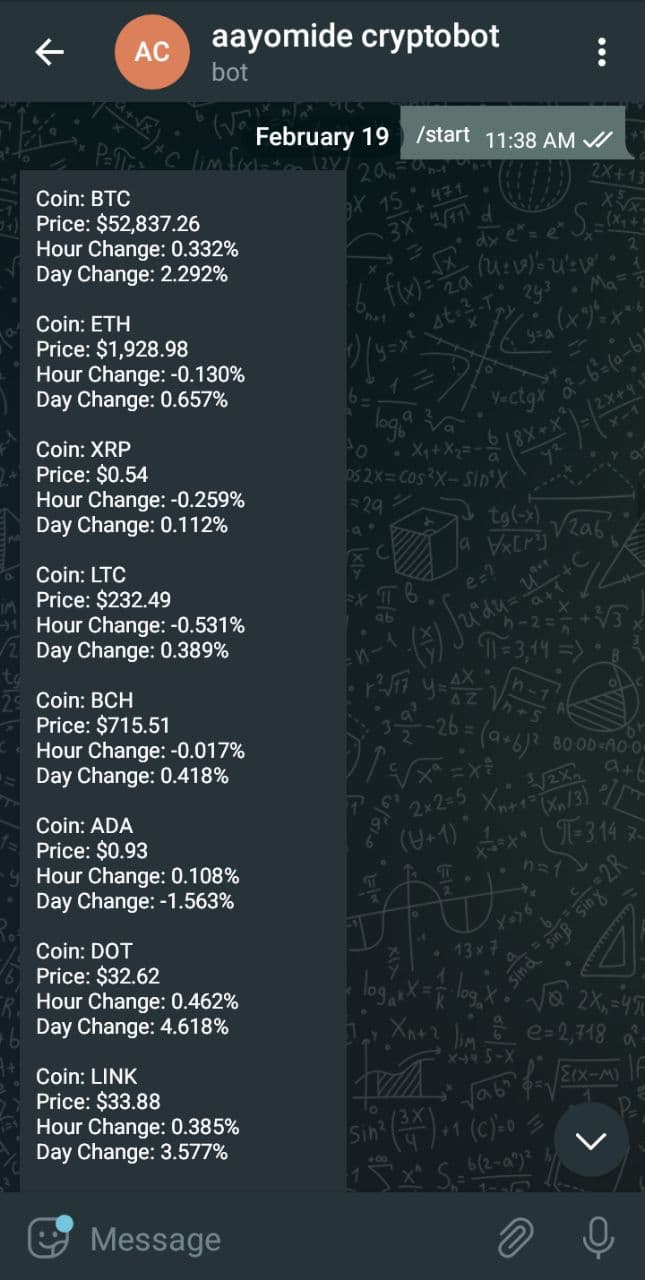 AC
aayomide cryptobot
bot
February 19
/start 11:38 AM
Coin: BTC
Price: $52,837.26
Hour Change: 0.332%
Day Change: 2.292%
Coin: ETH
Price: $1,928.98
Hour Change: -0.130%
Day Change: 0.657%
Coin: XRP
Price: $0.54
Hour Change: -0.259%
Day Change: 0.112%
Coin: LTC
Price: $232.49
Hour Change: -0.531%
Day Change: 0.389%
Coin: BCH
Price: $715.51
Hour Change: -0.017%
Day Change: 0.418%
Coin: ADA
Price: $0.93
Hour Change: 0.108%
Day Change: -1.563%
Coin: DOT
Price: $32.62
Hour Change: 0.462%
Day Change: 4.618%
Coin: LINK
Price: $33.88
Hour Change: 0.385%
Day Change: 3.577%
Message